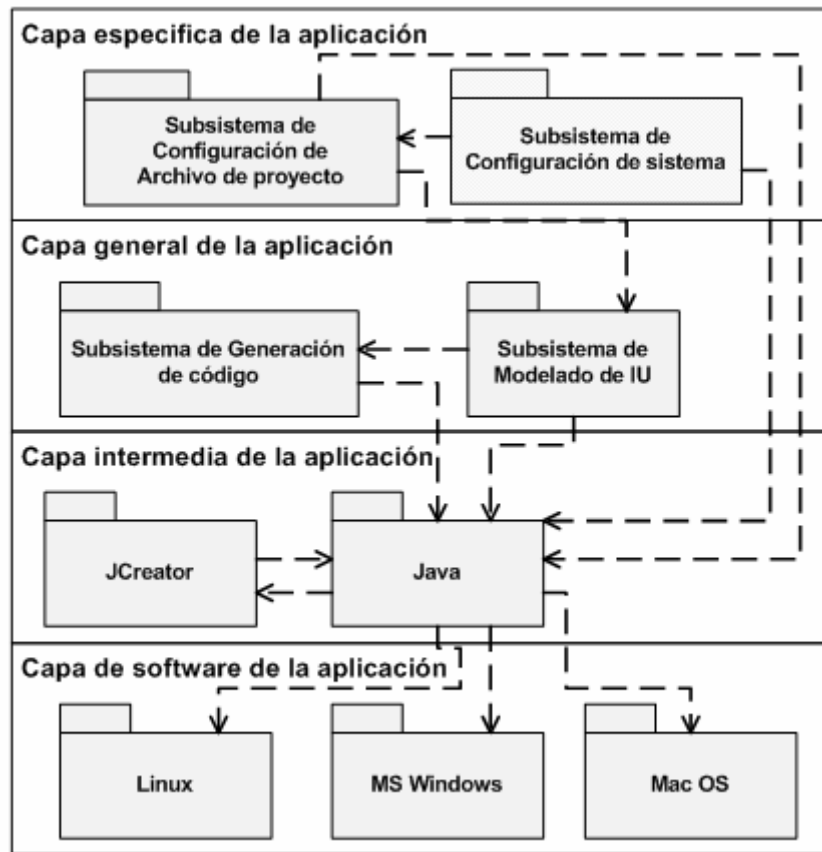 Capa especifica de la aplicación
Subsistema de
Configuración de
Archivo de proyecto
Subsistema de
Configuración de sistema
Capa general de la aplicación
Subsistema de Generación
de código
Subsistema de
Modelado de IU
Capa intermedia de la aplicación
JCreator
Java
Capa de software de la aplicación
Linux
MS Windows
Mac OS